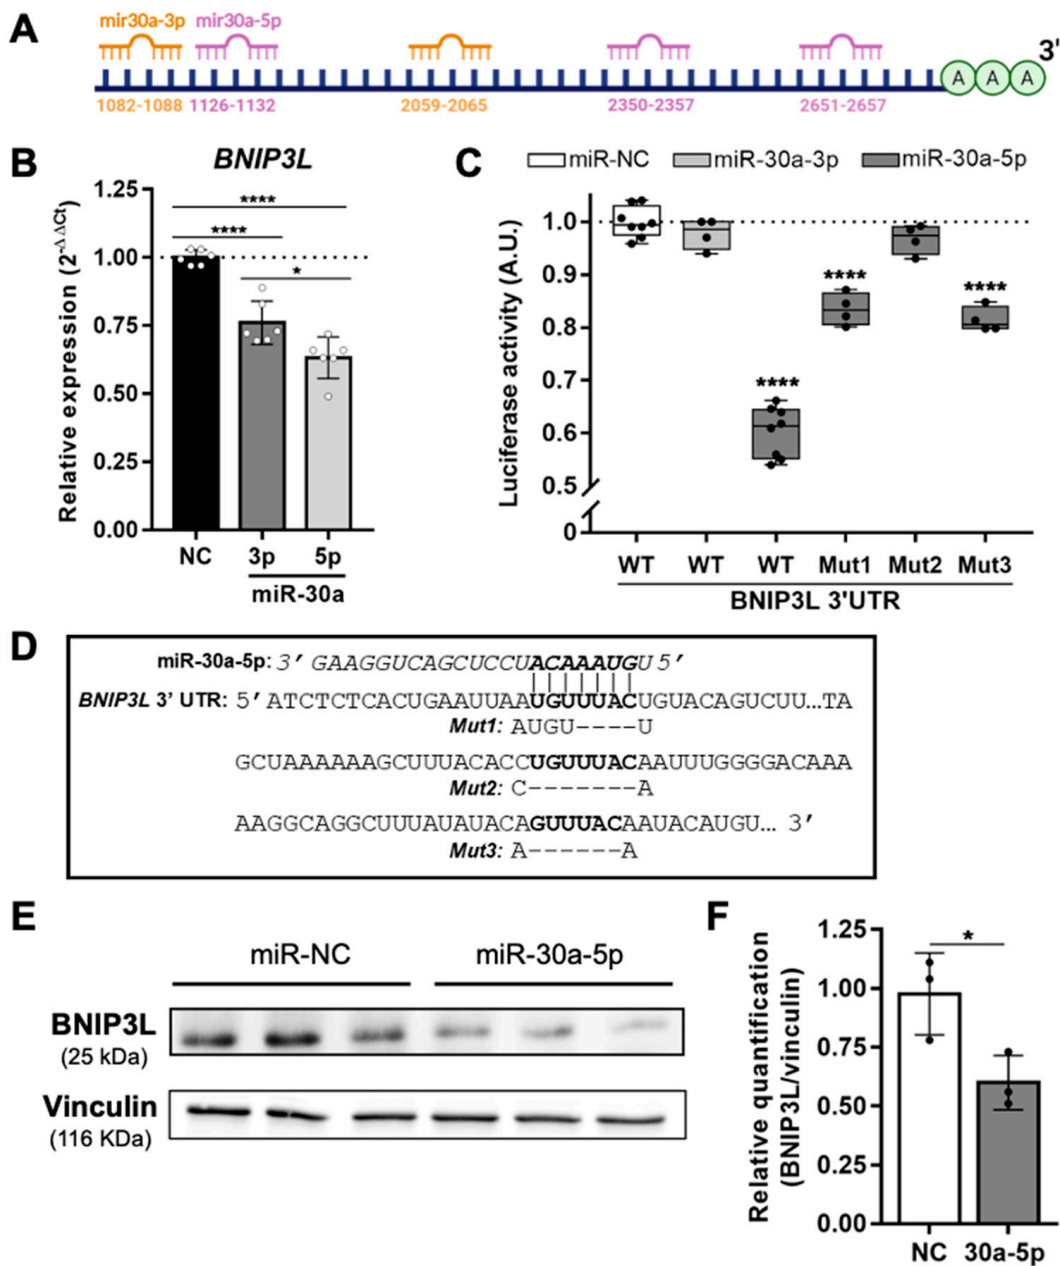 A
mir30a-3p mir30a-5p
3'
A A A
1082-1088 1126-1132 2059-2065 2350-2357 2651-2657
B
BNIP3L
Relative expression (2-ΔΔCt)
1.25
1.00
0.75
0.50
0.25
0.00
****
****
*
NC 3p 5p
miR-30a
C
miR-NC miR-30a-3p miR-30a-5p
Luciferase activity (A.U.)
1.0
0.9
0.8
0.7
0.6
0.5
0
****
****
****
WT WT WT Mut1 Mut2 Mut3
BNIP3L 3'UTR
D
miR-30a-5p: 3' GAAGGUCAGCUCCUACAAAUGU 5'
BNIP3L 3' UTR: 5' ATCTCTCACTGAATUAAUGUUUACUGUACAGUCUU...TA
Mut1: AUGU----U
GCUAAAAAAGCUUUACACCUGUUUACAAUUUGGGGACAAA
Mut2: C-------A
AAGGCAGGCUUUAUAUACAGUUUACAAUACAUGU... 3'
Mut3: A------A
E
miR-NC miR-30a-5p
BNIP3L
(25 kDa)
Vinculin
(116 KDa)
F
Relative quantification
(BNIP3L/vinculin)
1.25
1.00
0.75
0.50
0.25
0.00
*
NC 30a-5p